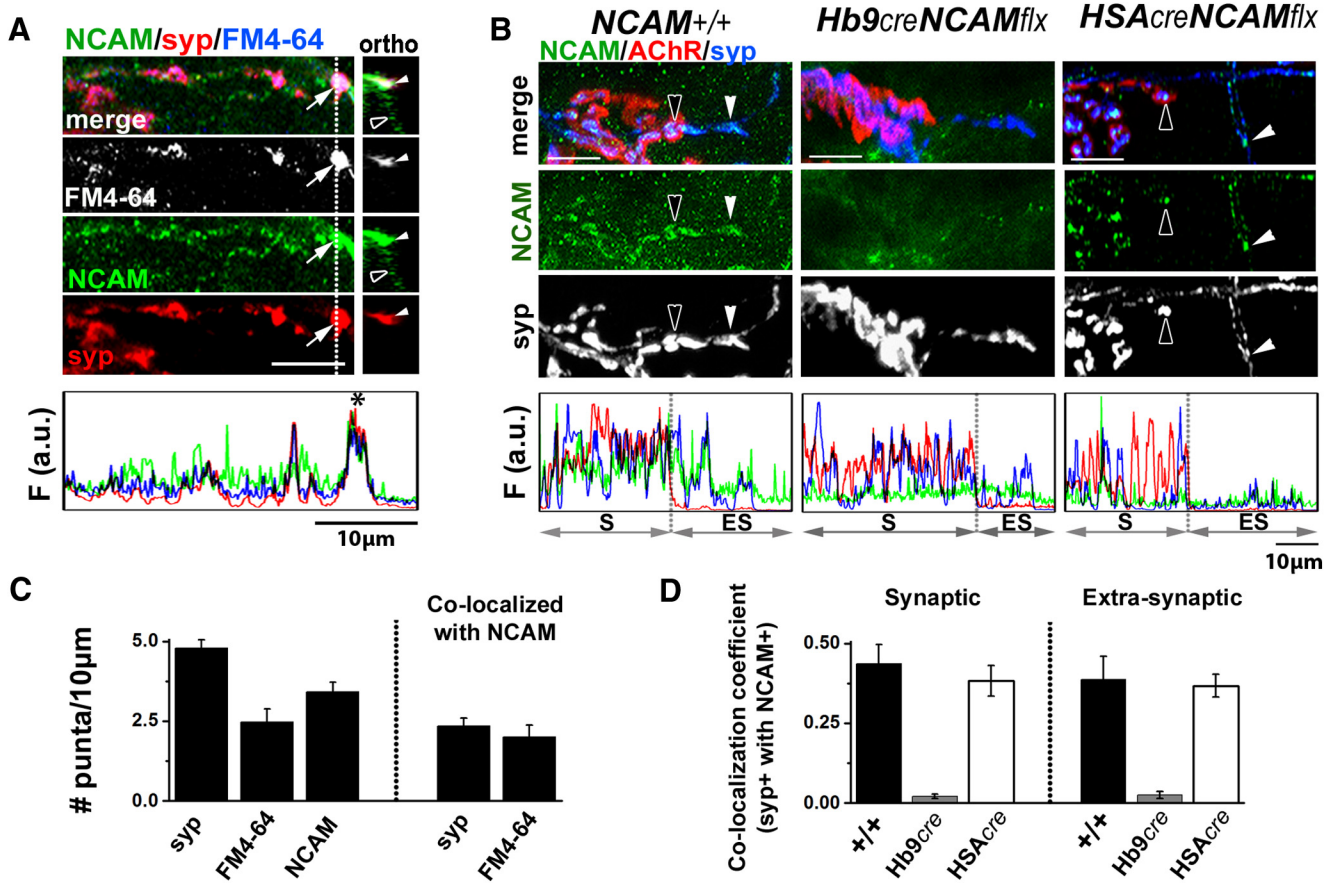 A
NCAM/syp/FM4-64
ortho
merge
FM4-64
NCAM
syp
F (a.u.)
*
10µm
B
NCAM+/+
Hb9creNCAMflx
HSAcreNCAMflx
NCAM/AChR/syp
merge
NCAM
syp
F (a.u.)
S
ES
S
ES
S
ES
10µm
C
# punta/10µm
5.0
2.5
0.0
Co-localized
with NCAM
syp
FM4-64
NCAM
syp
FM4-64
D
Co-localization coefficient
(syp+ with NCAM+)
Synaptic
Extra-synaptic
0.50
0.25
0.00
+/+
Hb9cre
HSAcre
+/+
Hb9cre
HSAcre